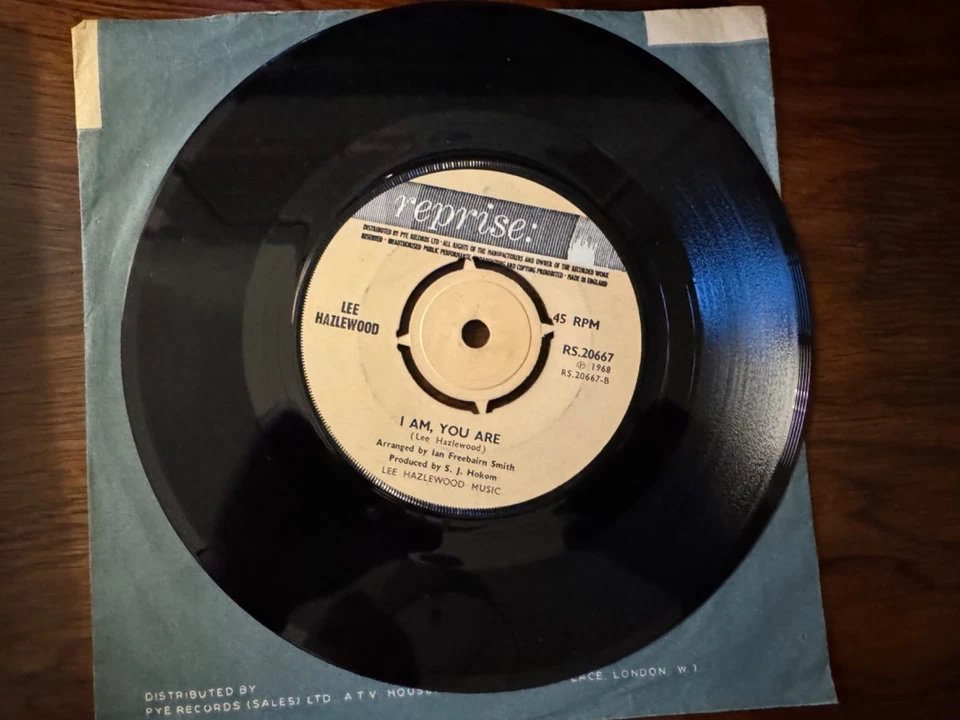 reprise:
DISTRIBUTED BY PYE RECORDS LTD · ALL RIGHTS OF THE MANUFACTURERS AND OWNER OF THE RECORDED WORK
RESERVED · UNAUTHORISED PUBLIC PERFORMANCE AND COPYING PROHIBITED · MADE IN ENGLAND
LEE
HAZLEWOOD
45 RPM
RS.20667
Ⓟ 1968
RS.20667-B
I AM, YOU ARE
(Lee Hazlewood)
Arranged by Ian Freebairn Smith
Produced by S. J. Hokom
LEE HAZLEWOOD MUSIC
DISTRIBUTED BY
PYE RECORDS (SALES) LTD. A.T.V. HOUSE LACE, LONDON. W.1.